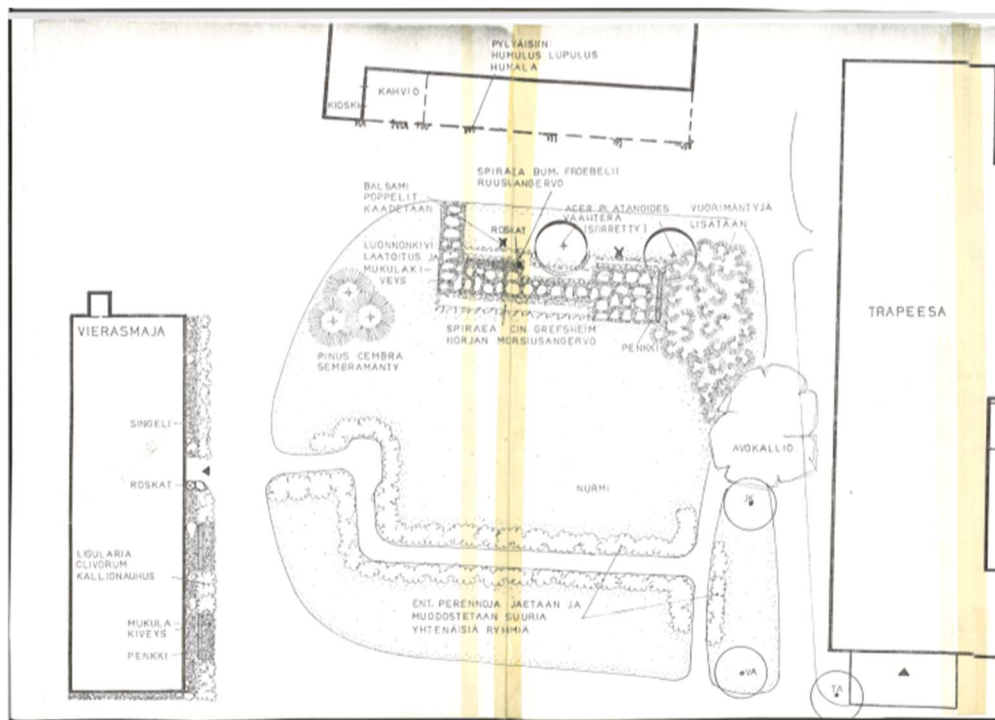 PYLVÄISIIN:
HUMULUS LUPULUS
HUMALA
KIOSKI
KAHVIO
SPIRAEA BUM. FROEBELII
RUUSUANGERVO
BALSAMI
POPPELIT
KAADETAAN
ROSKAT
ACER PLATANOIDES
VAAHTERA
(SIIRRETTY)
VUORIMÄNTYJÄ
LISÄTÄÄN
LUONNONKIVI
LAATOITUS JA
MUKULAKI-
VEYS
SPIRAEA CIN. GREFSHEIM
NORJAN MORSIUSANGERVO
PENKKI
PINUS CEMBRA
SEMBRAMÄNTY
VIERASMAJA
TRAPEESA
SINGELI
AVOKALLIO
ROSKAT
NURMI
JK
LIGULARIA
CLIVORUM
KALLIONAUHUS
ENT. PERENNOJA JAETAAN JA
MUODOSTETAAN SUURIA
YHTENÄISIÄ RYHMIÄ
MUKULA-
KIVEYS
PENKKI
VA
TA